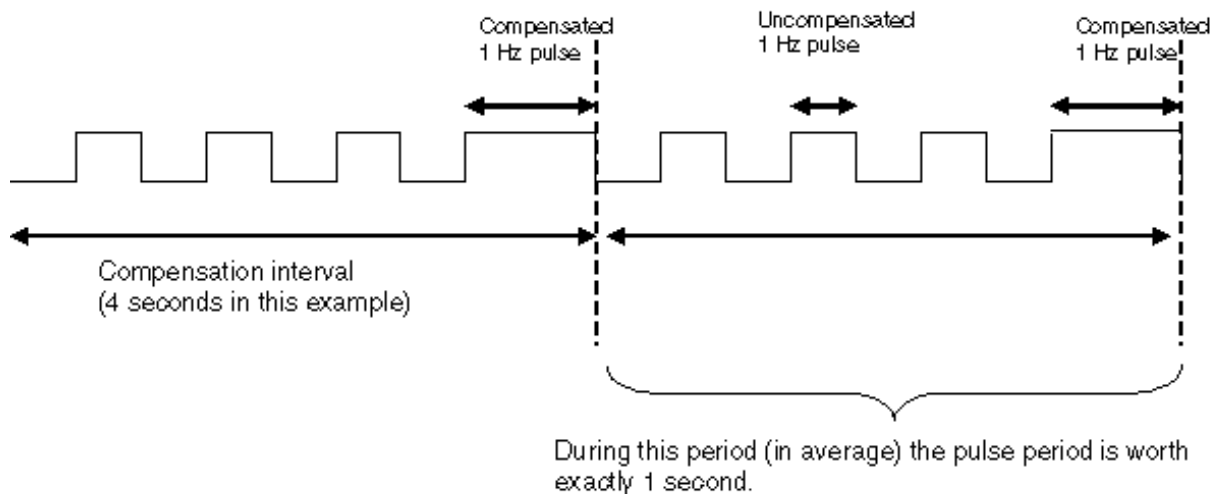 Compensated
1 Hz pulse
Uncompensated
1 Hz pulse
Compensated
1 Hz pulse
Compensation interval
(4 seconds in this example)
During this period (in average) the pulse period is worth
exactly 1 second.